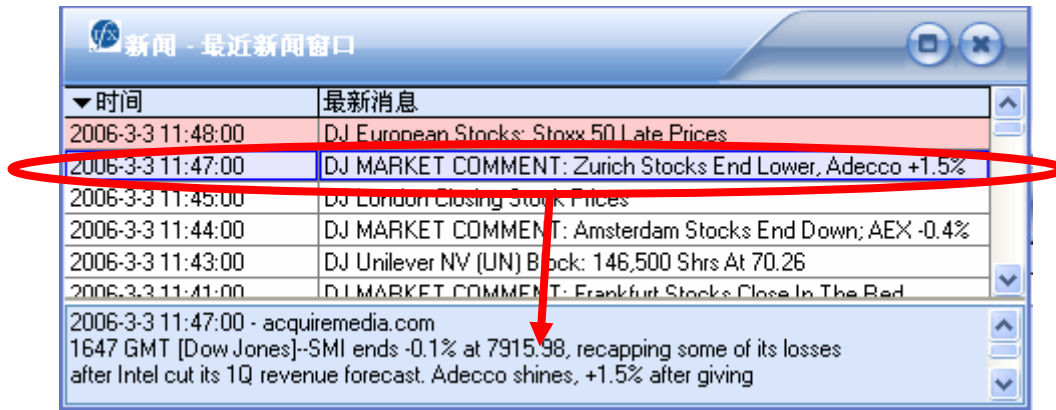 新闻 - 最近新闻窗口
▼时间 最新消息
2006-3-3 11:48:00 DJ European Stocks: Stoxx 50 Late Prices
2006-3-3 11:47:00 DJ MARKET COMMENT: Zurich Stocks End Lower, Adecco +1.5%
2006-3-3 11:45:00 DJ London Closing Stock Prices
2006-3-3 11:44:00 DJ MARKET COMMENT: Amsterdam Stocks End Down; AEX -0.4%
2006-3-3 11:43:00 DJ Unilever NV (UN) Block: 146,500 Shrs At 70.26
2006-3-3 11:41:00 DJ MARKET COMMENT: Frankfurt Stocks Close In The Red
2006-3-3 11:47:00 - acquiremedia.com
1647 GMT [Dow Jones]--SMI ends -0.1% at 7915.98, recapping some of its losses
after Intel cut its 1Q revenue forecast. Adecco shines, +1.5% after giving